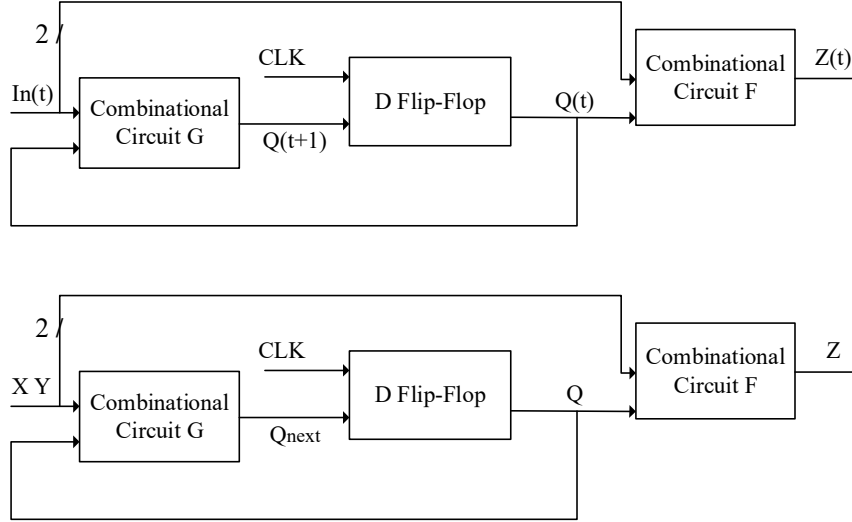 2
CLK
In(t)
Combinational
Circuit G
Q(t+1)
D Flip-Flop
Q(t)
Combinational
Circuit F
Z(t)
2
CLK
X Y
Combinational
Circuit G
Qnext
D Flip-Flop
Q
Combinational
Circuit F
Z